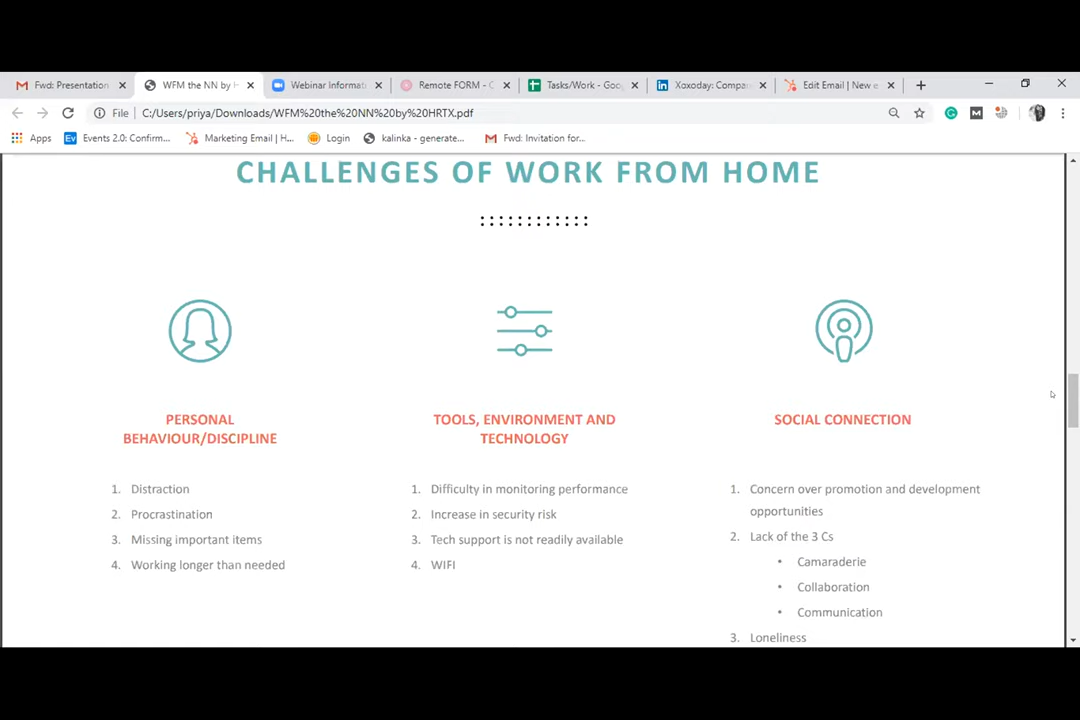 Fwd: Presentation
WFM the NN by H
Webinar Informati
Remote FORM - G
Tasks/Work - Goo
Xoxoday: Compa
Edit Email | New e
File
C:/Users/priya/Downloads/WFM%20the%20NN%20by%20HRTX.pdf
Apps
Events 2.0: Confirm...
Marketing Email | H...
Login
kalinka - generate...
Fwd: Invitation for...
CHALLENGES OF WORK FROM HOME
PERSONAL
BEHAVIOUR/DISCIPLINE
1. Distraction
2. Procrastination
3. Missing important items
4. Working longer than needed
TOOLS, ENVIRONMENT AND
TECHNOLOGY
1. Difficulty in monitoring performance
2. Increase in security risk
3. Tech support is not readily available
4. WIFI
SOCIAL CONNECTION
1. Concern over promotion and development
opportunities
2. Lack of the 3 Cs
• Camaraderie
• Collaboration
• Communication
3. Loneliness